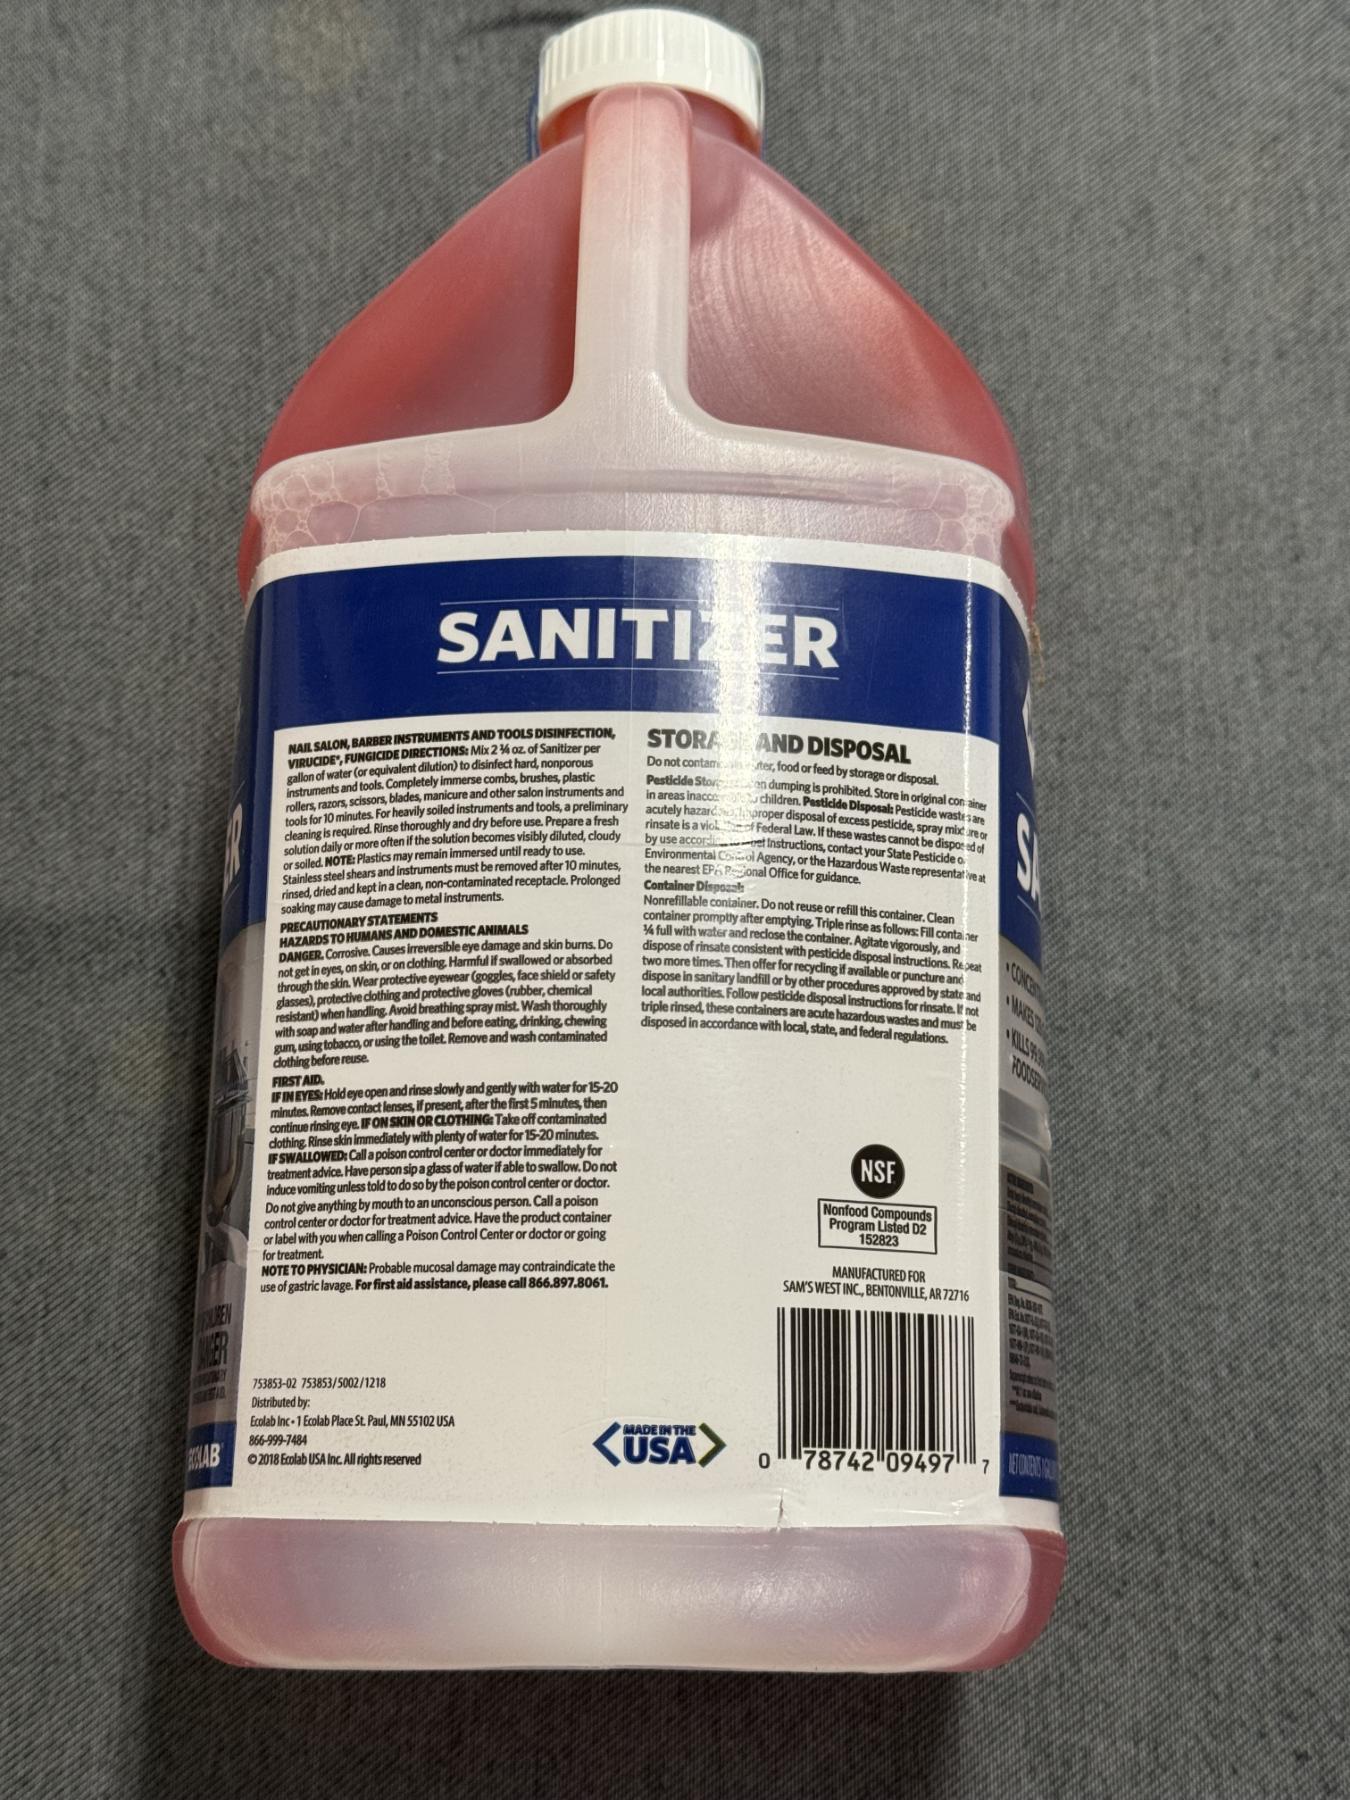 SANITIZER
NAIL SALON, BARBER INSTRUMENTS AND TOOLS DISINFECTION,
VIRUCIDE*, FUNGICIDE DIRECTIONS: Mix 2 ¾ oz. of Sanitizer per
gallon of water (or equivalent dilution) to disinfect hard, nonporous
instruments and tools. Completely immerse combs, brushes, plastic
rollers, razors, scissors, blades, manicure and other salon instruments and
tools for 10 minutes. For heavily soiled instruments and tools, a preliminary
cleaning is required. Rinse thoroughly and dry before use. Prepare a fresh
solution daily or more often if the solution becomes visibly diluted, cloudy
or soiled. NOTE: Plastics may remain immersed until ready to use.
Stainless steel shears and instruments must be removed after 10 minutes,
rinsed, dried and kept in a clean, non-contaminated receptacle. Prolonged
soaking may cause damage to metal instruments.
PRECAUTIONARY STATEMENTS
HAZARDS TO HUMANS AND DOMESTIC ANIMALS
DANGER. Corrosive. Causes irreversible eye damage and skin burns. Do
not get in eyes, on skin, or on clothing. Harmful if swallowed or absorbed
through the skin. Wear protective eyewear (goggles, face shield or safety
glasses), protective clothing and protective gloves (rubber, chemical
resistant) when handling. Avoid breathing spray mist. Wash thoroughly
with soap and water after handling and before eating, drinking, chewing
gum, using tobacco, or using the toilet. Remove and wash contaminated
clothing before reuse.
FIRST AID.
IF IN EYES: Hold eye open and rinse slowly and gently with water for 15-20
minutes. Remove contact lenses, if present, after the first 5 minutes, then
continue rinsing eye. IF ON SKIN OR CLOTHING: Take off contaminated
clothing. Rinse skin immediately with plenty of water for 15-20 minutes.
IF SWALLOWED: Call a poison control center or doctor immediately for
treatment advice. Have person sip a glass of water if able to swallow. Do not
induce vomiting unless told to do so by the poison control center or doctor.
Do not give anything by mouth to an unconscious person. Call a poison
control center or doctor for treatment advice. Have the product container
or label with you when calling a Poison Control Center or doctor or going
for treatment.
NOTE TO PHYSICIAN: Probable mucosal damage may contraindicate the
use of gastric lavage. For first aid assistance, please call 866.897.8061.
753853-02 753853/5002/1218
Distributed by:
Ecolab Inc • 1 Ecolab Place St. Paul, MN 55102 USA
866-999-7484
© 2018 Ecolab USA Inc. All rights reserved
STORAGE AND DISPOSAL
Do not contaminate water, food or feed by storage or disposal.
Pesticide Storage: Open dumping is prohibited. Store in original container
in areas inaccessible to children. Pesticide Disposal: Pesticide wastes are
acutely hazardous. Improper disposal of excess pesticide, spray mixture or
rinsate is a violation of Federal Law. If these wastes cannot be disposed of
by use according to label Instructions, contact your State Pesticide or
Environmental Control Agency, or the Hazardous Waste representative at
the nearest EPA Regional Office for guidance.
Container Disposal:
Nonrefillable container. Do not reuse or refill this container. Clean
container promptly after emptying. Triple rinse as follows: Fill container
¼ full with water and reclose the container. Agitate vigorously, and
dispose of rinsate consistent with pesticide disposal instructions. Repeat
two more times. Then offer for recycling if available or puncture and
dispose in sanitary landfill or by other procedures approved by state and
local authorities. Follow pesticide disposal instructions for rinsate. If not
triple rinsed, these containers are acute hazardous wastes and must be
disposed in accordance with local, state, and federal regulations.
NSF
Nonfood Compounds
Program Listed D2
152823
MANUFACTURED FOR
SAM'S WEST INC., BENTONVILLE, AR 72716
MADE IN THE
USA
0 78742 09497 7
DANGER
• MAKES
• KILLS